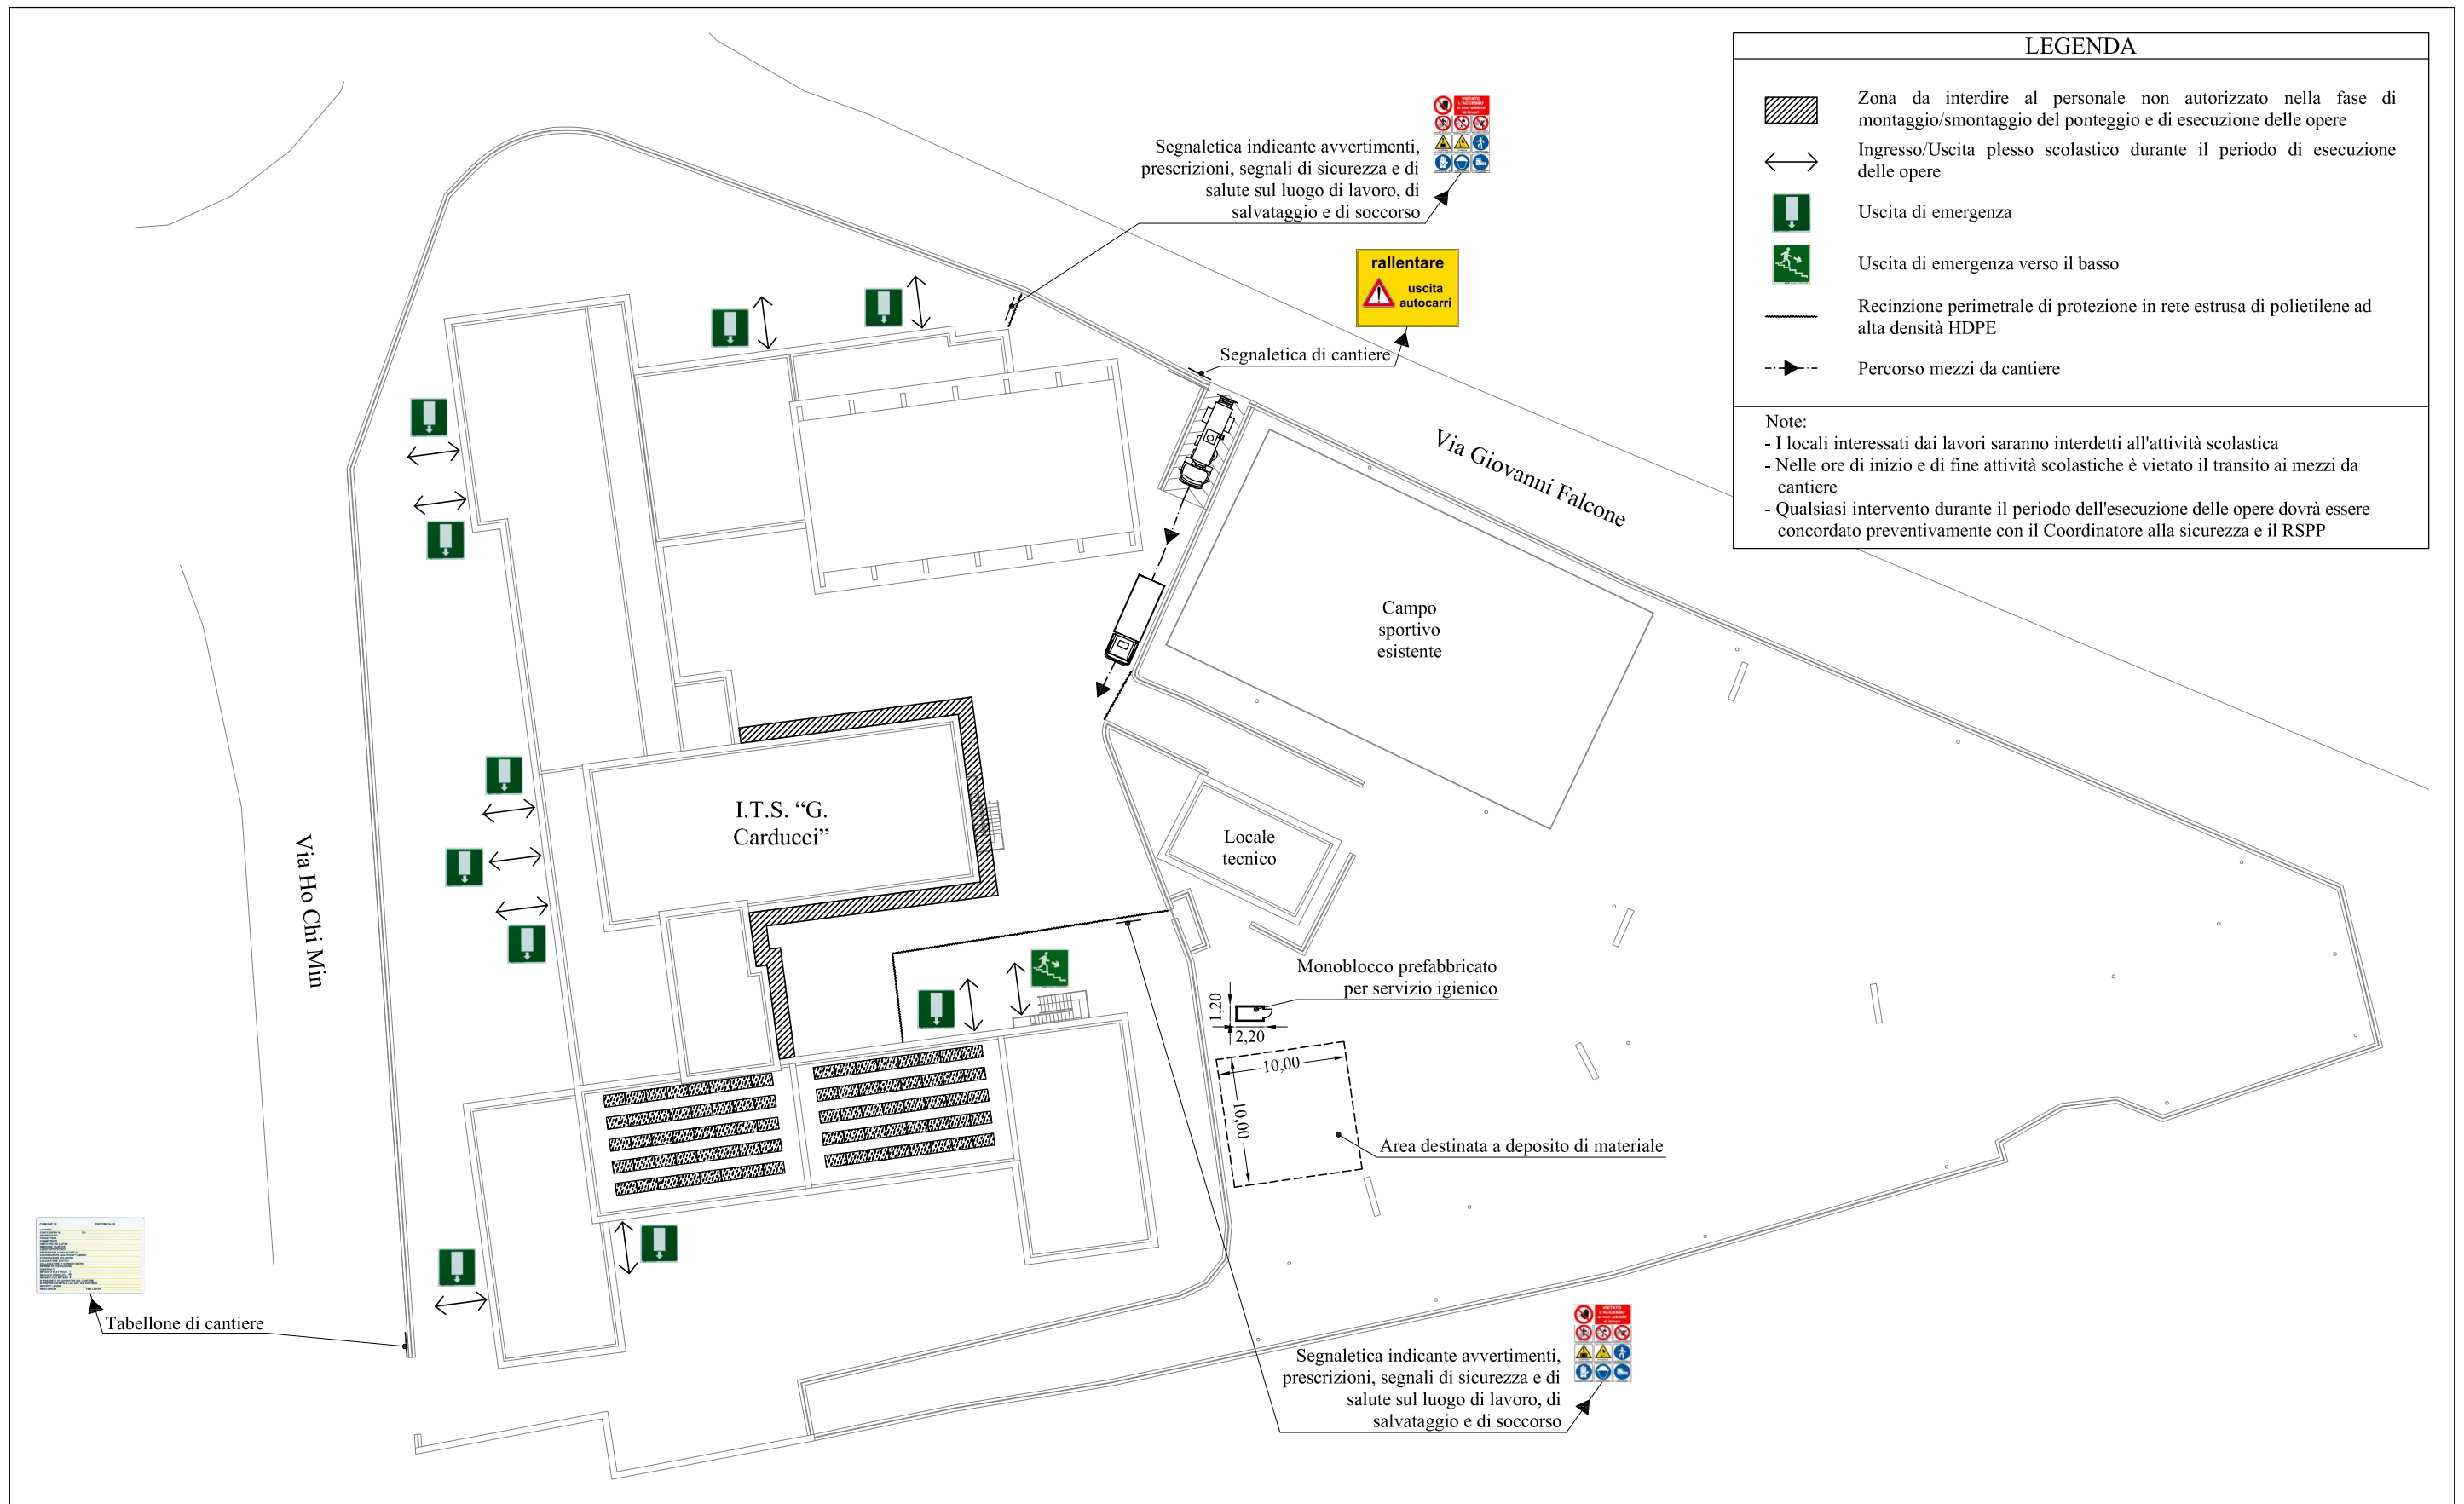 LEGENDA
Zona da interdire al personale non autorizzato nella fase di
montaggio/smontaggio del ponteggio e di esecuzione delle opere
Ingresso/Uscita plesso scolastico durante il periodo di esecuzione
delle opere
Uscita di emergenza
Uscita di emergenza verso il basso
Recinzione perimetrale di protezione in rete estrusa di polietilene ad
alta densità HDPE
Percorso mezzi da cantiere
Note:
- I locali interessati dai lavori saranno interdetti all'attività scolastica
- Nelle ore di inizio e di fine attività scolastiche è vietato il transito ai mezzi da
cantiere
- Qualsiasi intervento durante il periodo dell'esecuzione delle opere dovrà essere
concordato preventivamente con il Coordinatore alla sicurezza e il RSPP
Segnaletica indicante avvertimenti,
prescrizioni, segnali di sicurezza e di
salute sul luogo di lavoro, di
salvataggio e di soccorso
VIETATO
L'ACCESSO
rallentare
uscita
autocarri
Segnaletica di cantiere
Via Giovanni Falcone
Campo
sportivo
esistente
I.T.S. “G.
Carducci”
Locale
tecnico
Via Ho Chi Min
Monoblocco prefabbricato
per servizio igienico
1,20
2,20
10,00
10,00
Area destinata a deposito di materiale
Tabellone di cantiere
Segnaletica indicante avvertimenti,
prescrizioni, segnali di sicurezza e di
salute sul luogo di lavoro, di
salvataggio e di soccorso
VIETATO
L'ACCESSO